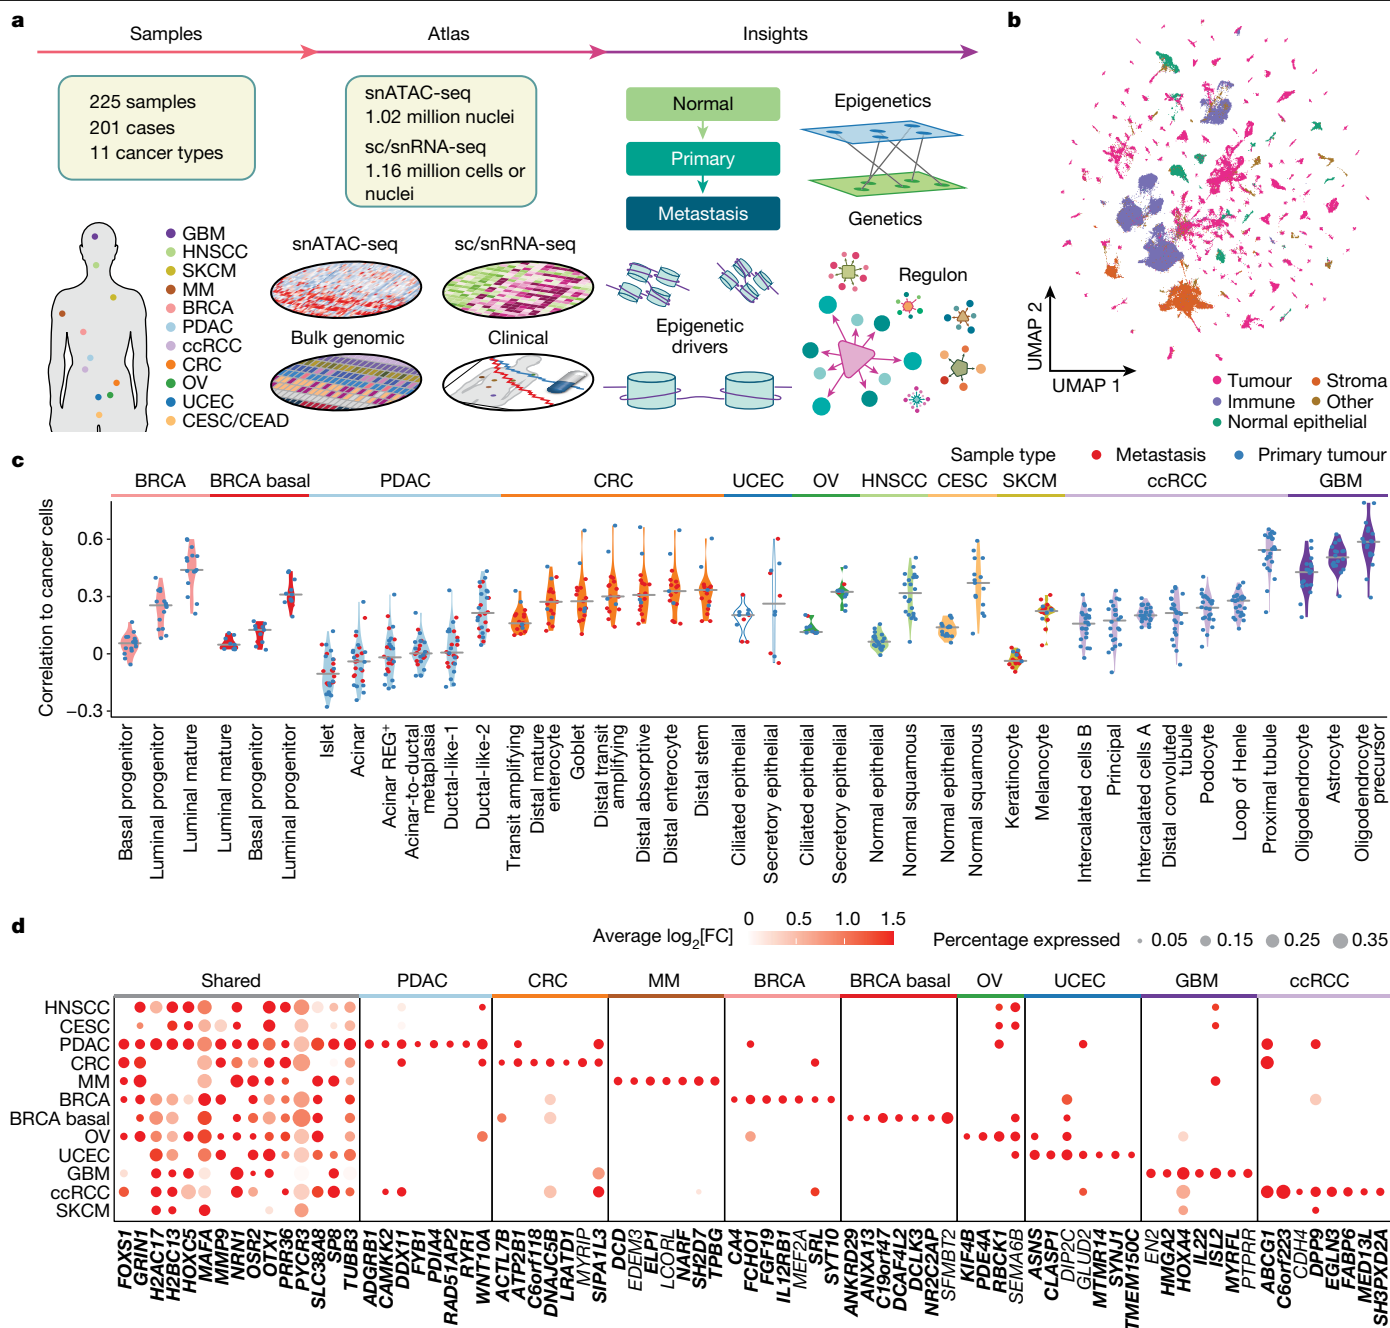 a
Samples
Atlas
Insights
225 samples
201 cases
11 cancer types
snATAC-seq
1.02 million nuclei
sc/snRNA-seq
1.16 million cells or
nuclei
Normal
Primary
Metastasis
Epigenetics
Genetics
GBM
HNSCC
SKCM
MM
BRCA
PDAC
ccRCC
CRC
OV
UCEC
CESC/CEAD
snATAC-seq
sc/snRNA-seq
Bulk genomic
Clinical
Epigenetic
drivers
Regulon
b
UMAP 2
UMAP 1
Tumour
Stroma
Immune
Other
Normal epithelial
c
Sample type
Metastasis
Primary tumour
BRCA
BRCA basal
PDAC
CRC
UCEC
OV
HNSCC
CESC
SKCM
ccRCC
GBM
Correlation to cancer cells
0.6
0.3
0
−0.3
Basal progenitor
Luminal progenitor
Luminal mature
Luminal mature
Basal progenitor
Luminal progenitor
Islet
Acinar
Acinar REG⁺
Acinar-to-ductal
metaplasia
Ductal-like-1
Ductal-like-2
Transit amplifying
Distal mature
enterocyte
Goblet
Distal transit
amplifying
Distal absorptive
Distal enterocyte
Distal stem
Ciliated epithelial
Secretory epithelial
Ciliated epithelial
Secretory epithelial
Normal epithelial
Normal squamous
Normal epithelial
Normal squamous
Keratinocyte
Melanocyte
Intercalated cells B
Principal
Intercalated cells A
Distal convoluted
tubule
Podocyte
Loop of Henle
Proximal tubule
Oligodendrocyte
Astrocyte
Oligodendrocyte
precursor
d
Average log₂[FC]
0 0.5 1.0 1.5
Percentage expressed
0.05 0.15 0.25 0.35
Shared
PDAC
CRC
MM
BRCA
BRCA basal
OV
UCEC
GBM
ccRCC
HNSCC
CESC
PDAC
CRC
MM
BRCA
BRCA basal
OV
UCEC
GBM
ccRCC
SKCM
FOXS1
GRIN1
H2AC17
H2BC13
HOXC5
MAFA
MMP9
NRN1
OSR2
OTX1
PRR36
PYCR3
SLC38A8
SP8
TUBB3
ADGRB1
CAMKK2
DDX11
FYB1
PDIA4
RAD51AP2
RYR1
WNT10A
ACTL7B
ATP2B1
C6orf118
DNAJC5B
LRATD1
MYRIP
SIPA1L3
DCD
EDEM3
ELP1
LCORL
NARF
SH2D7
TPBG
CA4
FCHO1
FGF19
IL12RB1
MEF2A
SRL
SYT10
ANKRD29
ANXA13
C19orf47
DCAF4L2
DCLK3
NR2C2AP
SFMBT2
KIF4B
PDE4A
RBCK1
SEMA6B
ASNS
CLASP1
DIP2C
GLUD2
MTMR14
SYNJ1
TMEM150C
EN2
HMGA2
HOXA4
IL22
ISL2
MYRFL
PTPRR
ABCG1
C6orf223
CDH4
DPP9
EGLN3
FABP6
MED13L
SH3PXD2A